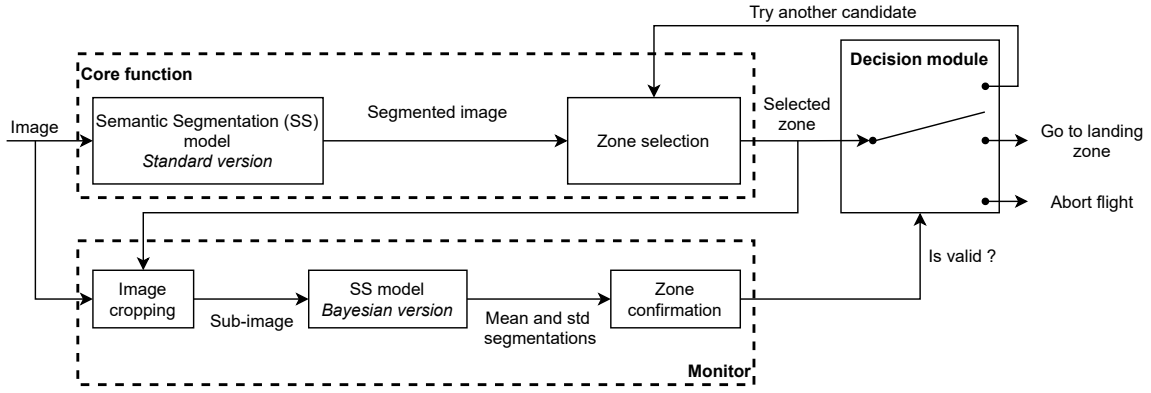 Try another candidate
Core function
Decision module
Image
Semantic Segmentation (SS)
model
Standard version
Segmented image
Zone selection
Selected
zone
Go to landing
zone
Abort flight
Is valid ?
Image
cropping
Sub-image
SS model
Bayesian version
Mean and std
segmentations
Zone
confirmation
Monitor